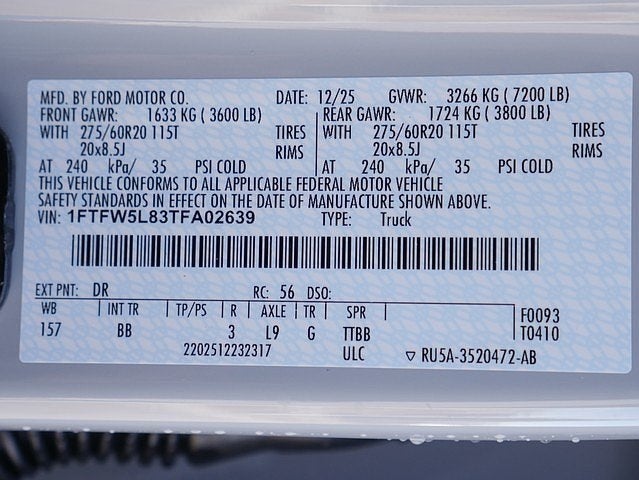 MFD. BY FORD MOTOR CO. DATE: 12/25 GVWR: 3266 KG ( 7200 LB)
FRONT GAWR: 1633 KG ( 3600 LB) REAR GAWR: 1724 KG ( 3800 LB)
WITH 275/60R20 115T TIRES WITH 275/60R20 115T TIRES
20x8.5J RIMS 20x8.5J RIMS
AT 240 kPa/ 35 PSI COLD AT 240 kPa/ 35 PSI COLD
THIS VEHICLE CONFORMS TO ALL APPLICABLE FEDERAL MOTOR VEHICLE
SAFETY STANDARDS IN EFFECT ON THE DATE OF MANUFACTURE SHOWN ABOVE.
VIN: 1FTFW5L83TFA02639 TYPE: Truck
EXT PNT: DR RC: 56 DSO:
WB INT TR TP/PS R AXLE TR SPR F0093
157 BB 3 L9 G TTBB T0410
2202512232317 ULC ▽ RU5A-3520472-AB